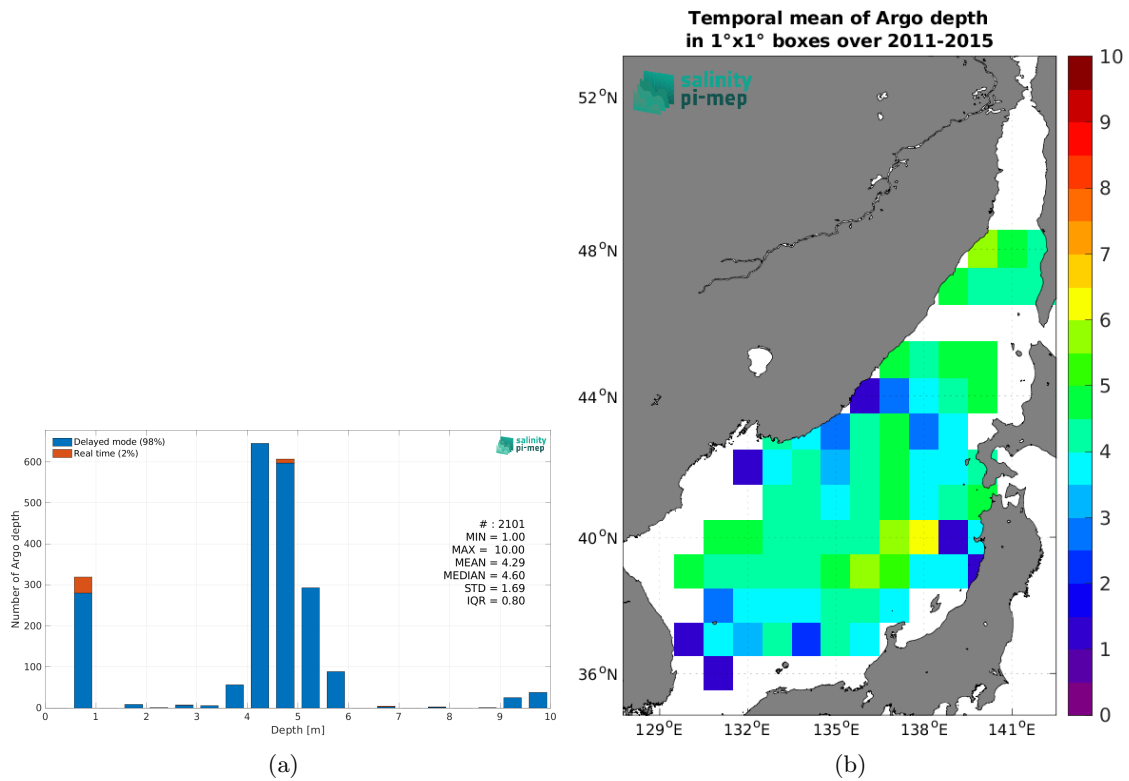 Delayed mode (98%)
Real time (2%)
salinity
pi-mep
600
500
400
300
200
100
0
Number of Argo depth
# : 2101
MIN = 1.00
MAX = 10.00
MEAN = 4.29
MEDIAN = 4.60
STD = 1.69
IQR = 0.80
0 1 2 3 4 5 6 7 8 9 10
Depth [m]
(a)
Temporal mean of Argo depth
in 1°x1° boxes over 2011-2015
salinity
pi-mep
52°N
48°N
44°N
40°N
36°N
129°E 132°E 135°E 138°E 141°E
10
9
8
7
6
5
4
3
2
1
0
(b)